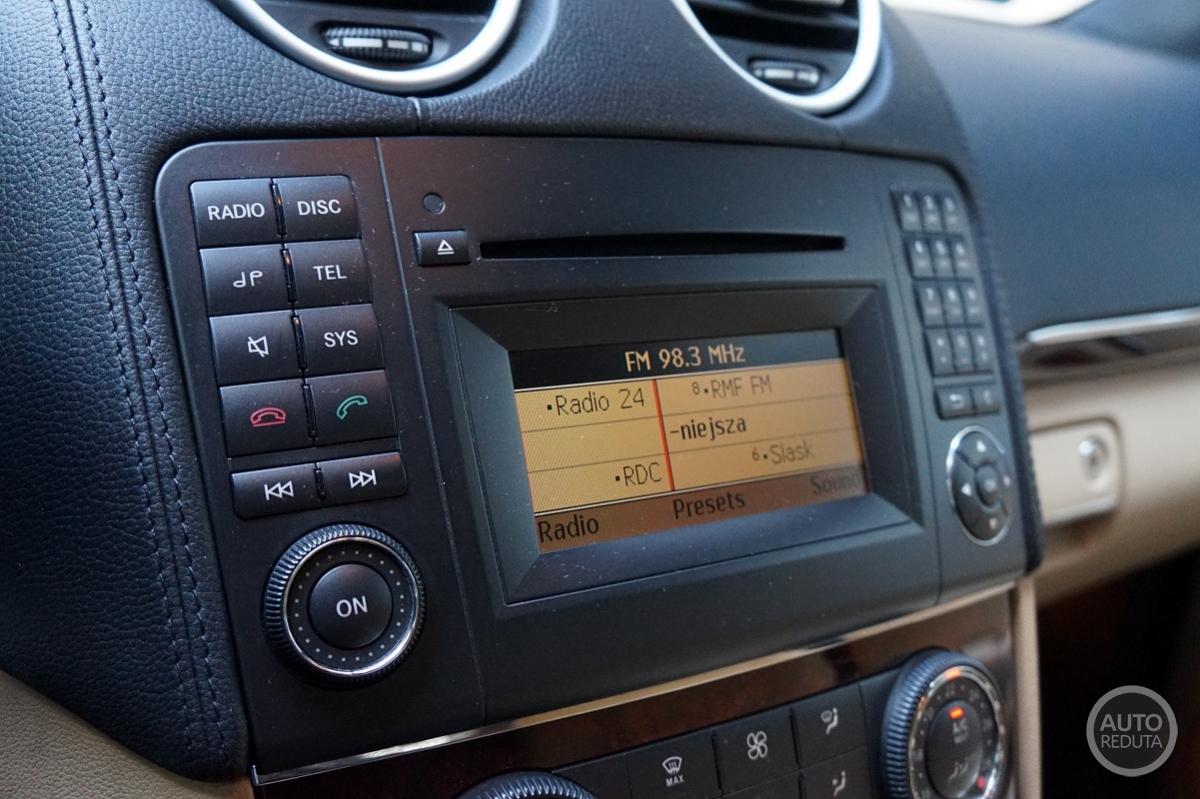 RADIO DISC
TEL
SYS
ON
FM 98.3 MHz
•Radio 24
8•RMF FM
-niejsza
6•Slask
•RDC
Radio Presets Sound
MAX
AUTO
REDUTA